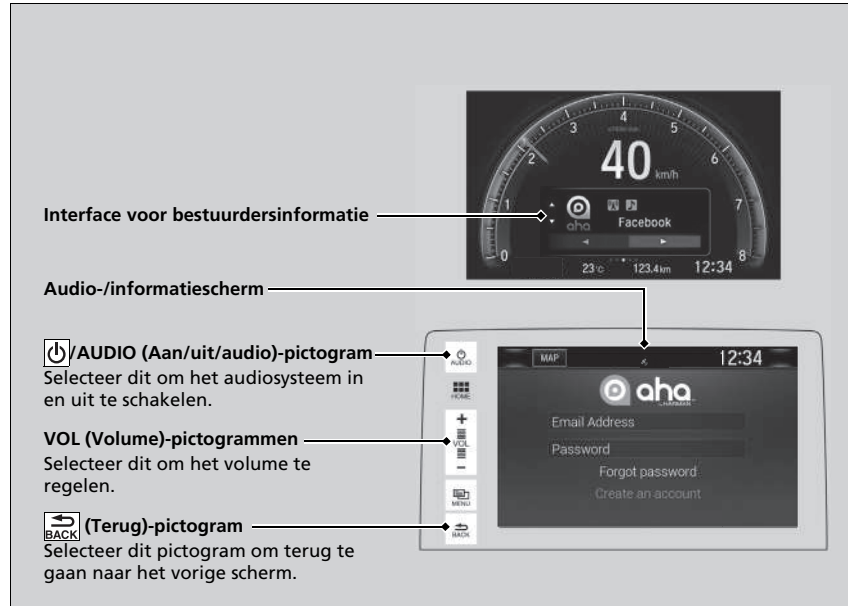 4
3
5
2
40
6
km/h
1
7
Interface voor bestuurdersinformatie
aha
Facebook
0
8
23°C
123.4km
12:34
Audio-/informatiescherm
/AUDIO (Aan/uit/audio)-pictogram
AUDIO
MAP
12:34
Selecteer dit om het audiosysteem in
en uit te schakelen.
HOME
aha
Email Address
VOL (Volume)-pictogrammen
+
VOL
-
Password
Selecteer dit om het volume te
regelen.
Forgot password
MENU
Create an account
BACK (Terug)-pictogram
BACK
Selecteer dit pictogram om terug te
gaan naar het vorige scherm.